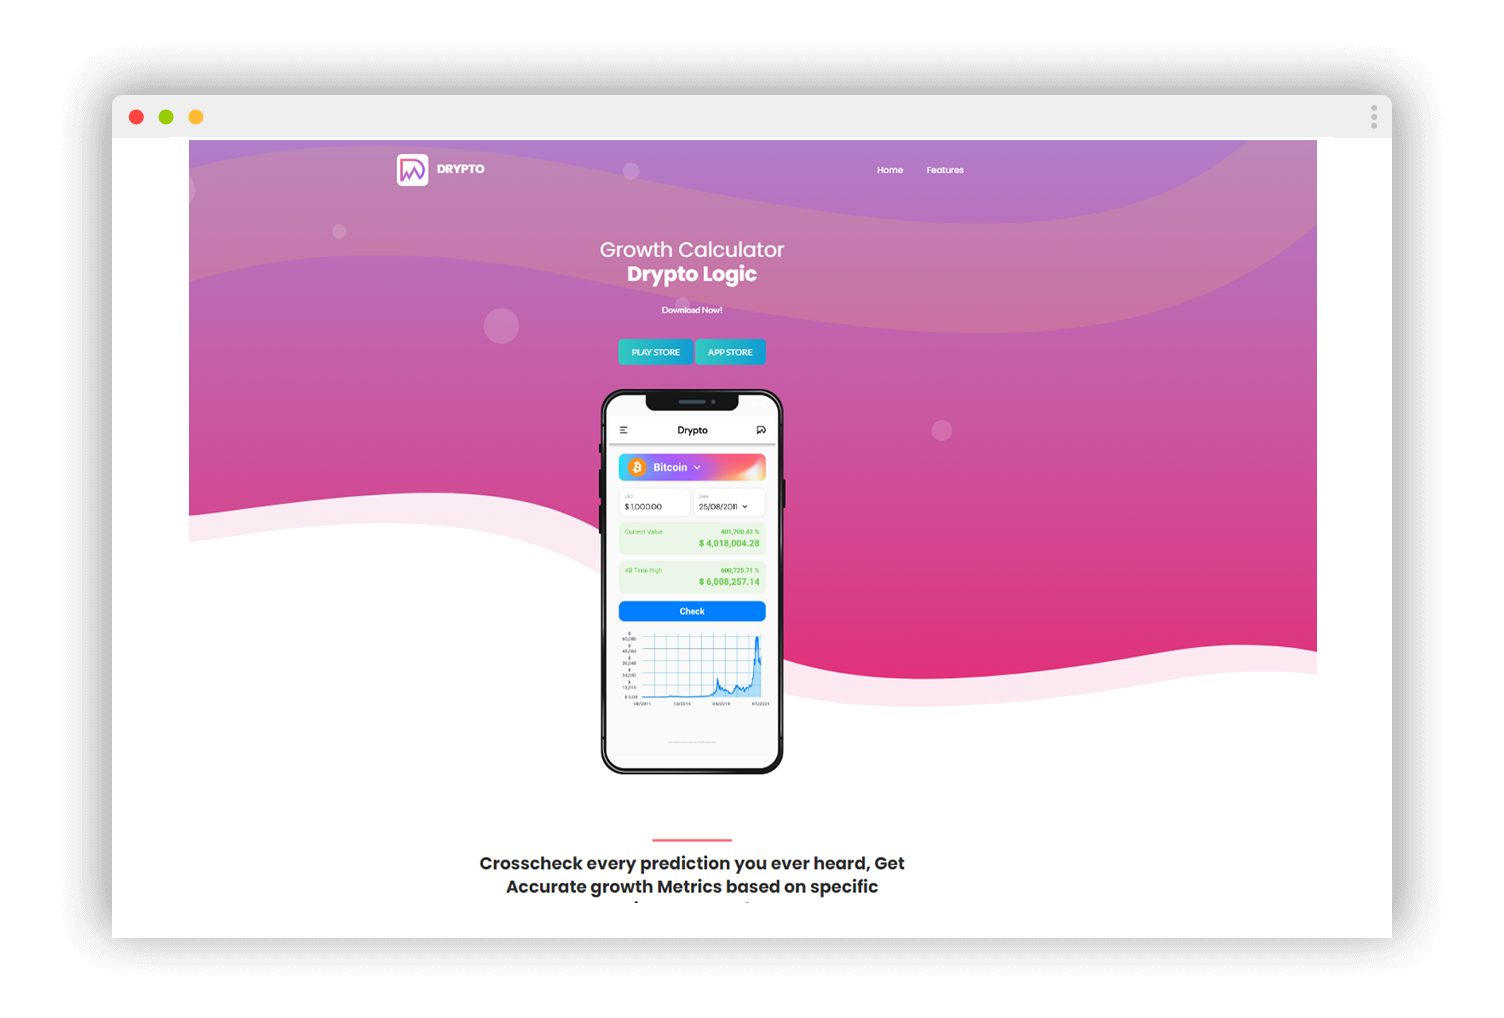 DRYPTO
Home
Features
Growth Calculator
Drypto Logic
Download Now!
PLAY STORE
APP STORE
Drypto
Bitcoin
USD
Date
$ 1,000.00
25/08/2011
Current Value
401,700.43 %
$ 4,018,004.28
All Time High
600,725.71 %
$ 6,008,257.14
Check
$ 0.00
Crosscheck every prediction you ever heard, Get
Accurate growth Metrics based on specific